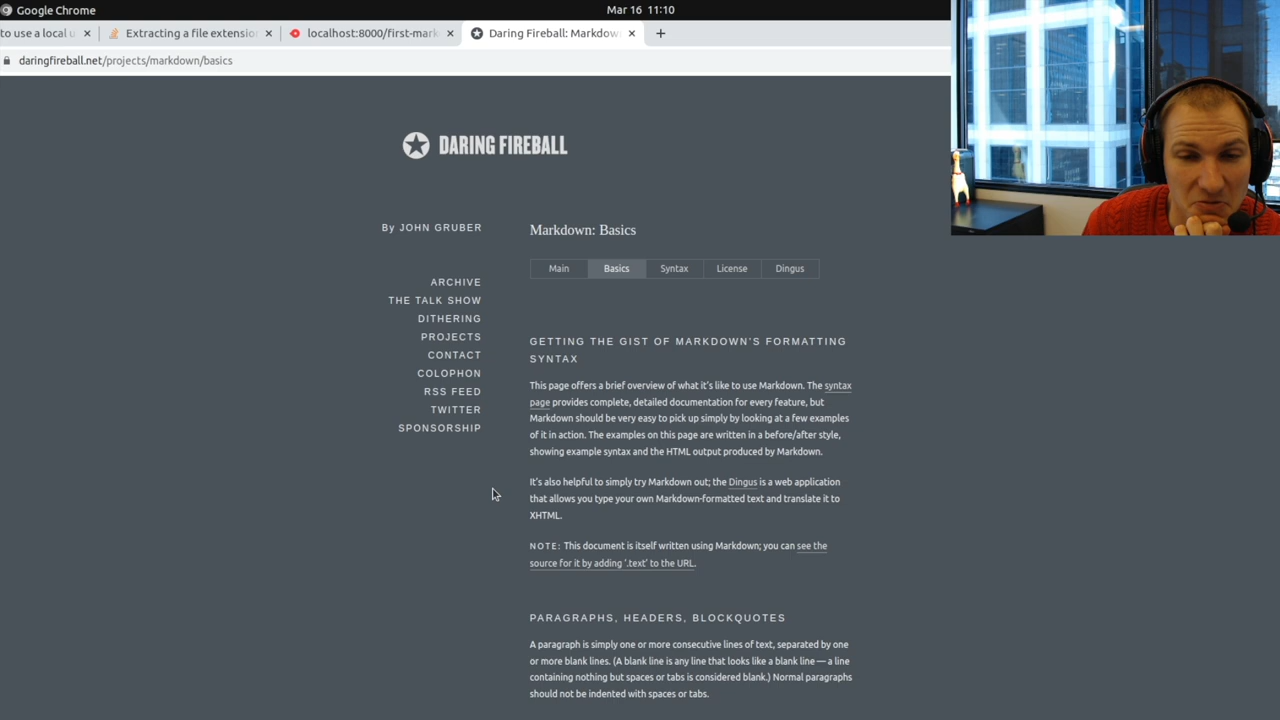 Google Chrome
Mar 16 11:10
to use a local u
Extracting a file extension
localhost:8000/first-mark
Daring Fireball: Markdow
daringfireball.net/projects/markdown/basics
DARING FIREBALL
By JOHN GRUBER
ARCHIVE
THE TALK SHOW
DITHERING
PROJECTS
CONTACT
COLOPHON
RSS FEED
TWITTER
SPONSORSHIP
Markdown: Basics
Main
Basics
Syntax
License
Dingus
GETTING THE GIST OF MARKDOWN'S FORMATTING
SYNTAX
This page offers a brief overview of what it's like to use Markdown. The syntax
page provides complete, detailed documentation for every feature, but
Markdown should be very easy to pick up simply by looking at a few examples
of it in action. The examples on this page are written in a before/after style,
showing example syntax and the HTML output produced by Markdown.
It's also helpful to simply try Markdown out; the Dingus is a web application
that allows you type your own Markdown-formatted text and translate it to
XHTML.
NOTE: This document is itself written using Markdown; you can see the
source for it by adding '.text' to the URL.
PARAGRAPHS, HEADERS, BLOCKQUOTES
A paragraph is simply one or more consecutive lines of text, separated by one
or more blank lines. (A blank line is any line that looks like a blank line — a line
containing nothing but spaces or tabs is considered blank.) Normal paragraphs
should not be indented with spaces or tabs.